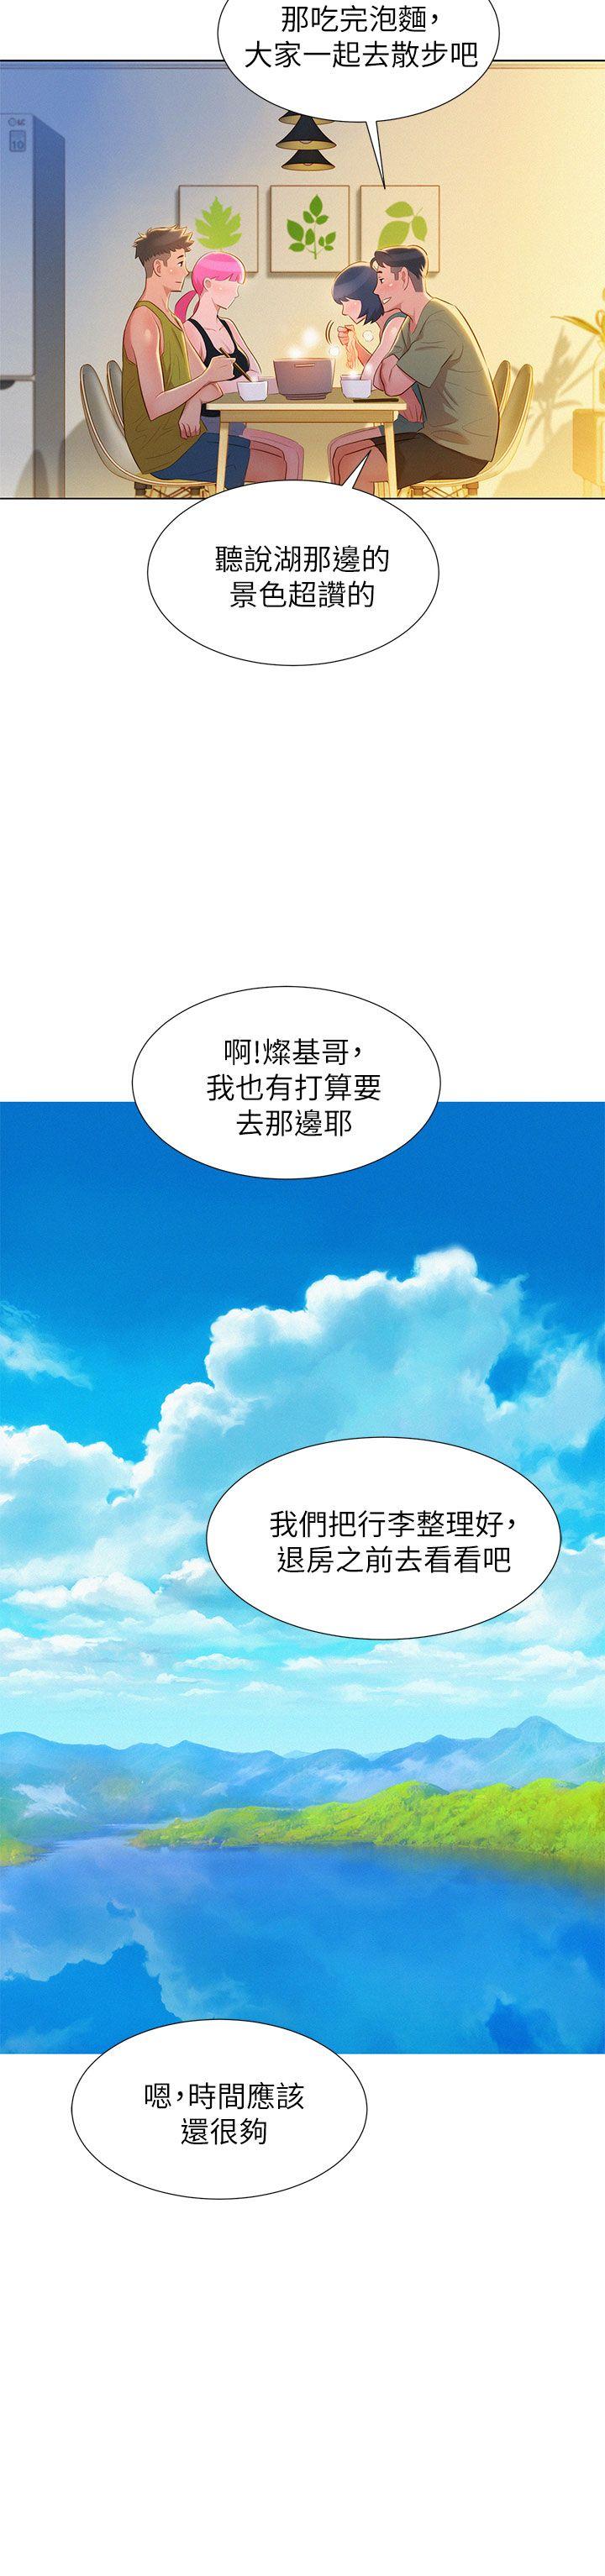 那吃完泡麵，
大家一起去散步吧
10
聽說湖那邊的
景色超讚的
啊！燦基哥，
我也有打算要
去那邊耶
我們把行李整理好，
退房之前去看看吧
嗯，時間應該
還很夠